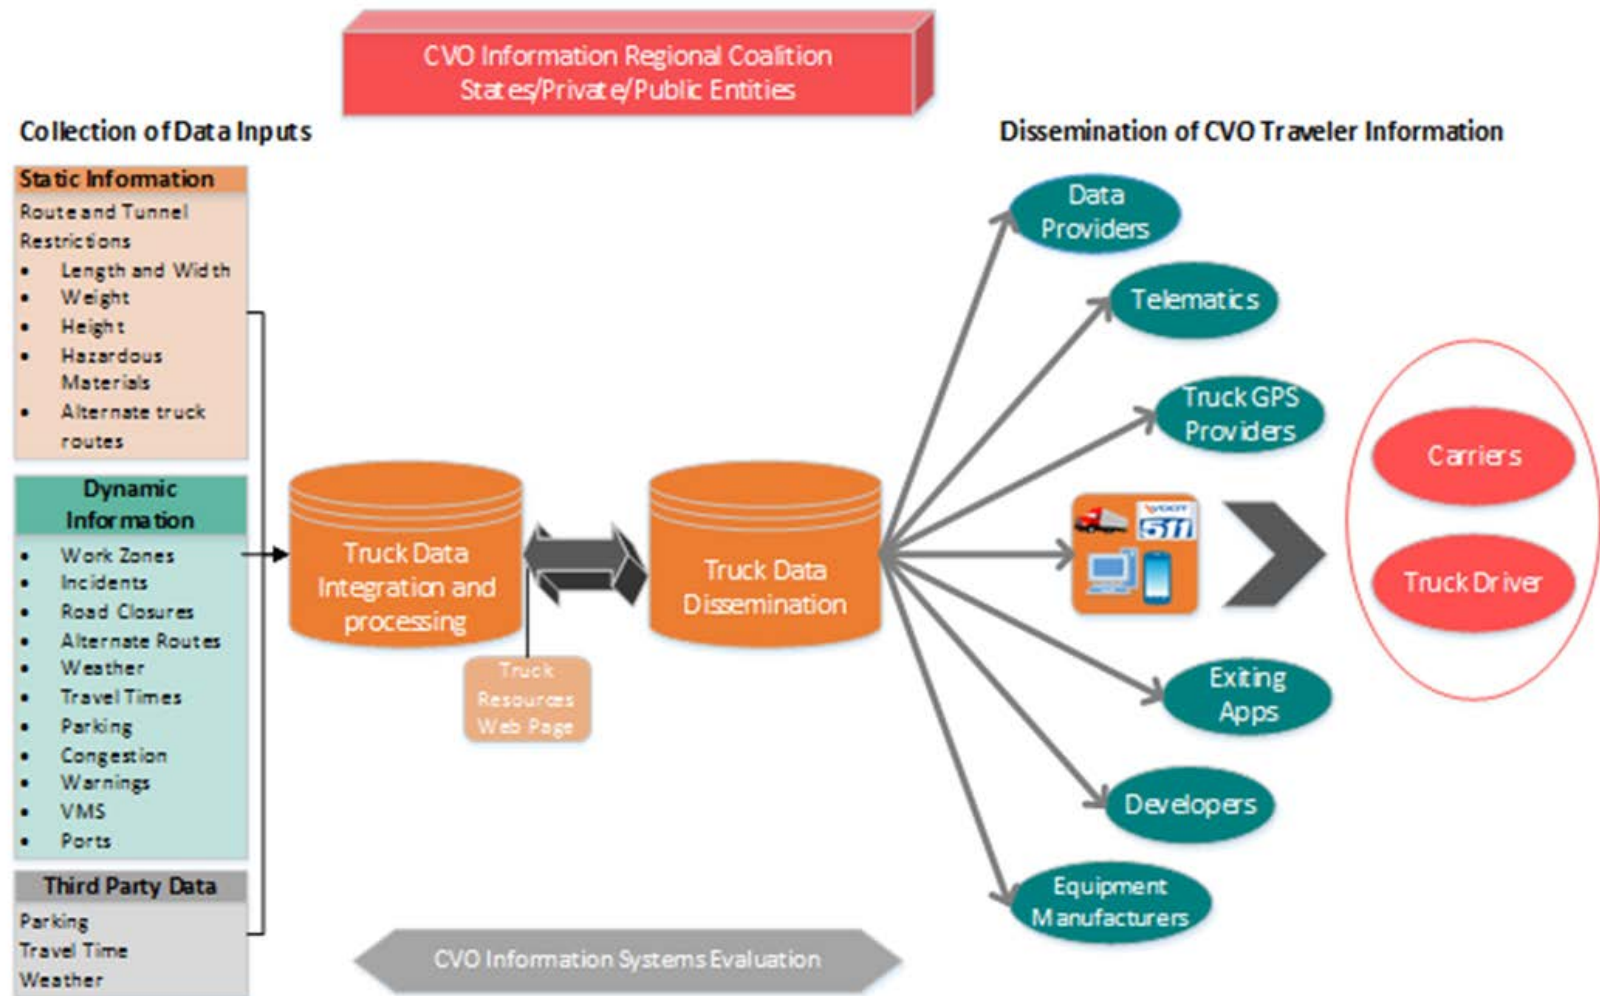 CVO Information Regional Coalition
States/Private/Public Entities
Collection of Data Inputs
Static Information
Route and Tunnel
Restrictions
• Length and Width
• Weight
• Height
• Hazardous
Materials
• Alternate truck
routes
Dynamic
Information
• Work Zones
• Incidents
• Road Closures
• Alternate Routes
• Weather
• Travel Times
• Parking
• Congestion
• Warnings
• VMS
• Ports
Third Party Data
Parking
Travel Time
Weather
Truck Data
Integration and
processing
Truck
Resources
Web Page
Truck Data
Dissemination
CVO Information Systems Evaluation
Dissemination of CVO Traveler Information
Data
Providers
Telematics
Truck GPS
Providers
VDOT
511
Exiting
Apps
Developers
Equipment
Manufacturers
Carriers
Truck Driver